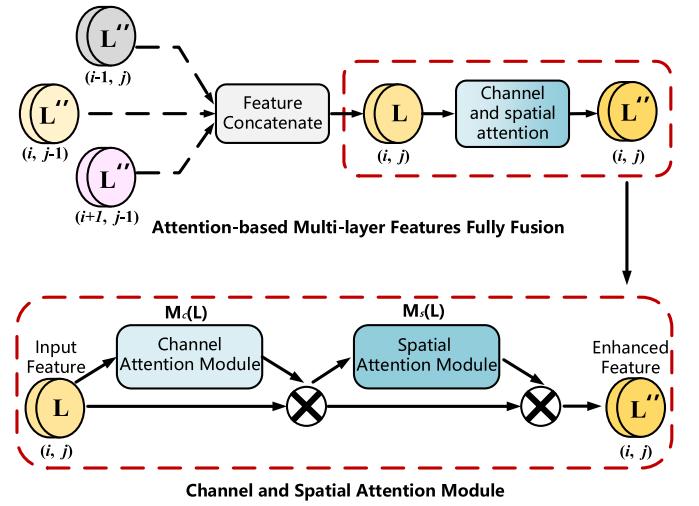 L′′
(i-1, j)
L′′
(i, j-1)
L′′
(i+1, j-1)
Feature
Concatenate
L
(i, j)
Channel
and spatial
attention
L′′
(i, j)
Attention-based Multi-layer Features Fully Fusion
Input
Feature
L
(i, j)
Mc(L)
Channel
Attention Module
Ms(L)
Spatial
Attention Module
Enhanced
Feature
L′′
(i, j)
Channel and Spatial Attention Module